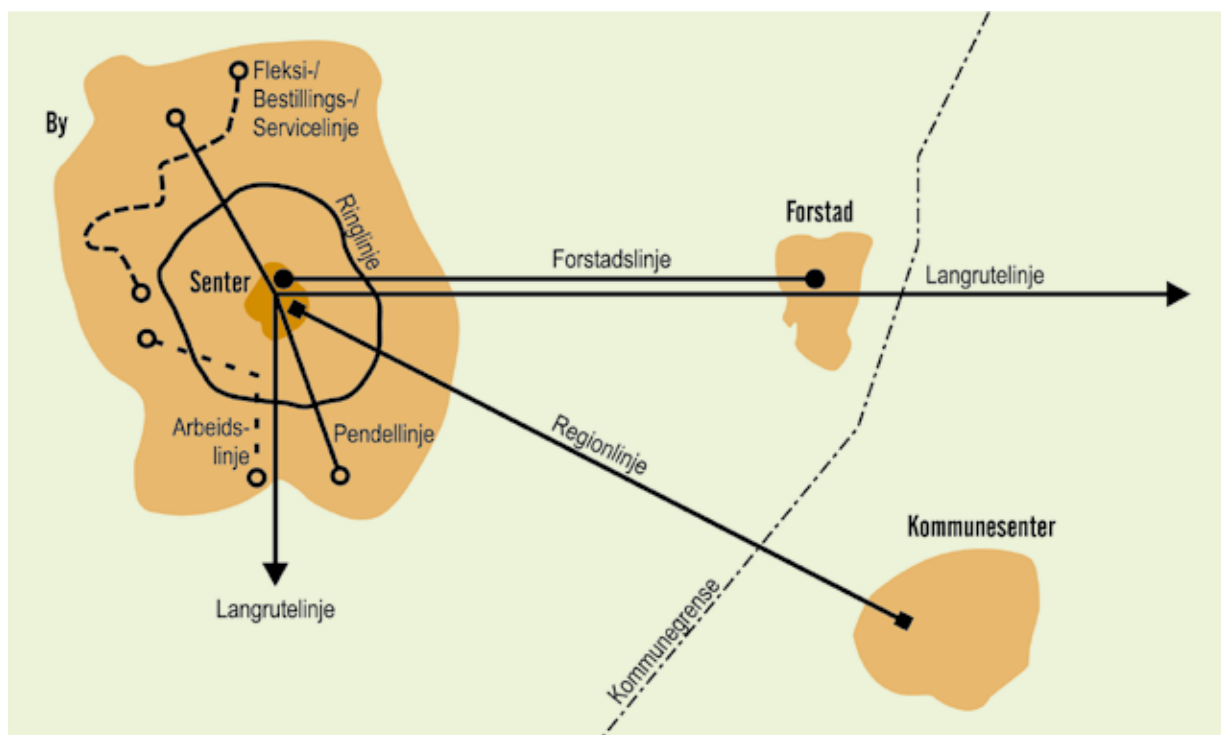 Fleksi-/
Bestillings-/
Servicelinje
By
Ringlinje
Forstad
Senter
Forstadslinje
Langrutelinje
Arbeids-
linje
Pendellinje
Regionlinje
Kommunesenter
Langrutelinje
Kommunegrense